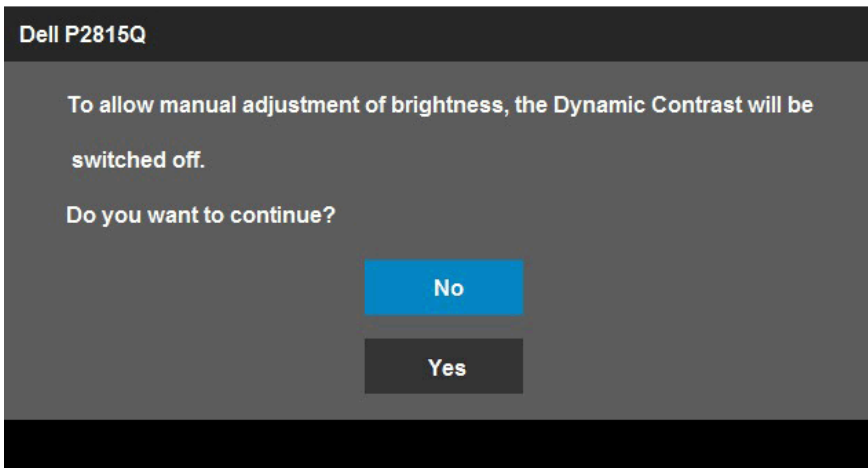 Dell P2815Q
To allow manual adjustment of brightness, the Dynamic Contrast will be
switched off.
Do you want to continue?
No
Yes